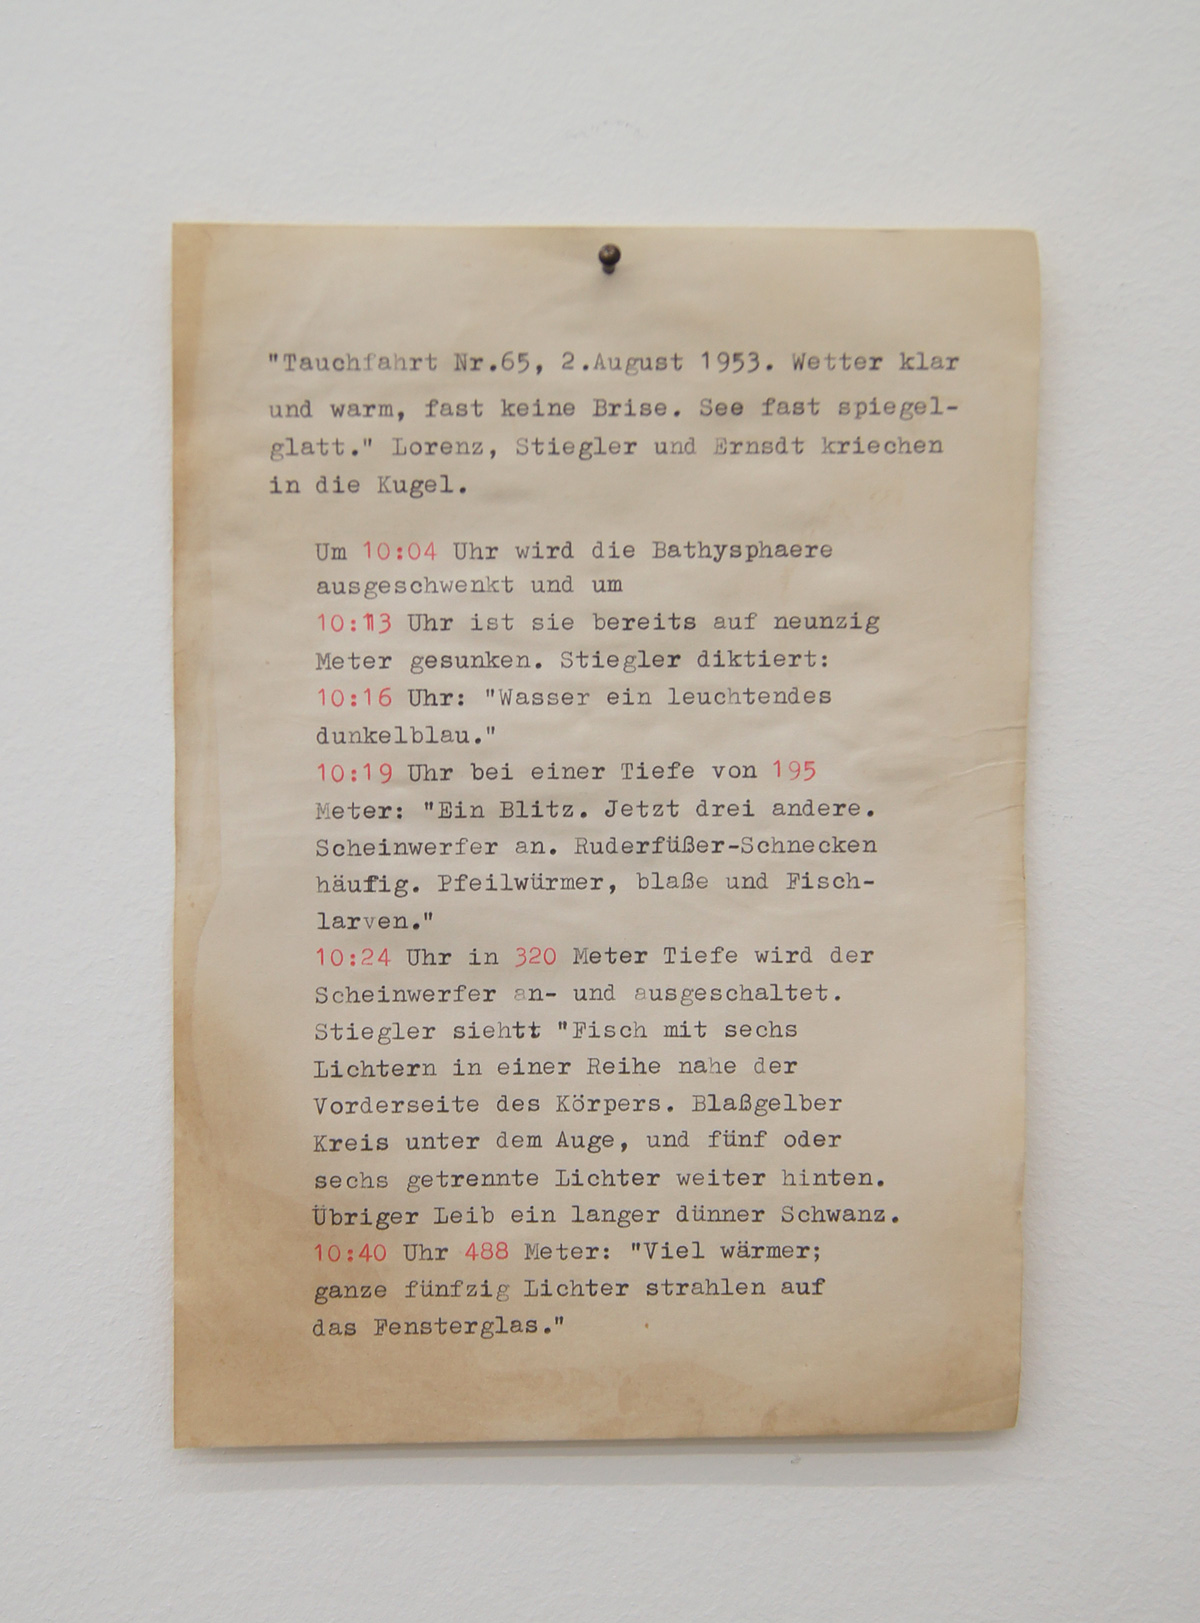 "Tauchfahrt Nr.65, 2.August 1953. Wetter klar
und warm, fast keine Brise. See fast spiegel-
glatt." Lorenz, Stiegler und Ernsdt kriechen
in die Kugel.
Um 10:04 Uhr wird die Bathysphaere
ausgeschwenkt und um
10:13 Uhr ist sie bereits auf neunzig
Meter gesunken. Stiegler diktiert:
10:16 Uhr: "Wasser ein leuchtendes
dunkelblau."
10:19 Uhr bei einer Tiefe von 195
Meter: "Ein Blitz. Jetzt drei andere.
Scheinwerfer an. Ruderfüßer-Schnecken
häufig. Pfeilwürmer, blaße und Fisch-
larven."
10:24 Uhr in 320 Meter Tiefe wird der
Scheinwerfer an- und ausgeschaltet.
Stiegler siehtt "Fisch mit sechs
Lichtern in einer Reihe nahe der
Vorderseite des Körpers. Blaßgelber
Kreis unter dem Auge, und fünf oder
sechs getrennte Lichter weiter hinten.
Übriger Leib ein langer dünner Schwanz.
10:40 Uhr 488 Meter: "Viel wärmer;
ganze fünfzig Lichter strahlen auf
das Fensterglas."